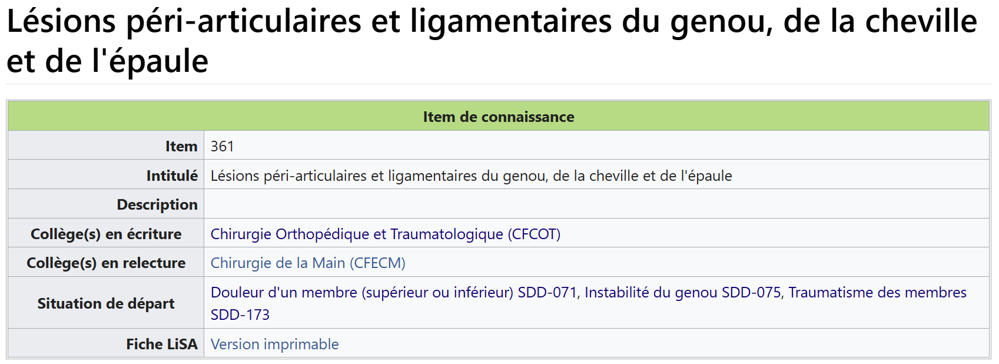 Lésions péri-articulaires et ligamentaires du genou, de la cheville
et de l'épaule
Item de connaissance
Item 361
Intitulé Lésions péri-articulaires et ligamentaires du genou, de la cheville et de l'épaule
Description
Collège(s) en écriture Chirurgie Orthopédique et Traumatologique (CFCOT)
Collège(s) en relecture Chirurgie de la Main (CFECM)
Situation de départ Douleur d'un membre (supérieur ou inférieur) SDD-071, Instabilité du genou SDD-075, Traumatisme des membres
SDD-173
Fiche LiSA Version imprimable